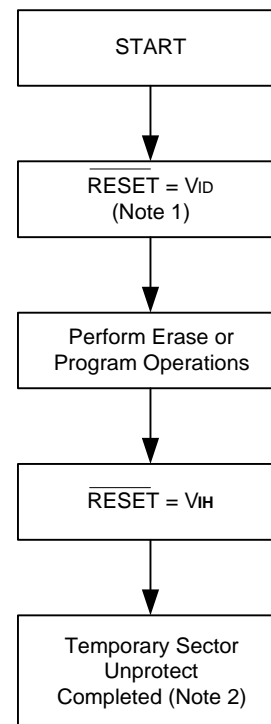 START
RESET = VID
(Note 1)
Perform Erase or
Program Operations
RESET = VIH
Temporary Sector
Unprotect
Completed (Note 2)